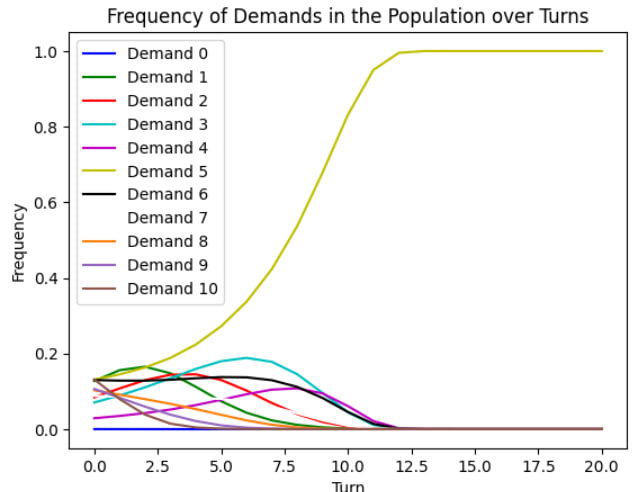 Frequency of Demands in the Population over Turns
1.0
0.8
0.6
0.4
0.2
0.0
Frequency
Demand 0
Demand 1
Demand 2
Demand 3
Demand 4
Demand 5
Demand 6
Demand 7
Demand 8
Demand 9
Demand 10
0.0 2.5 5.0 7.5 10.0 12.5 15.0 17.5 20.0
Turn